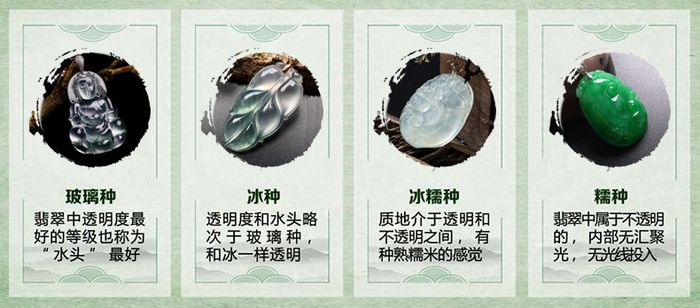 玻璃种
翡翠中透明度最
好的等级也称为
“水头”最好
冰种
透明度和水头略
次于玻璃种，
和冰一样透明
冰糯种
质地介于透明和
不透明之间，有
种熟糯米的感觉
糯种
翡翠中属于不透明
的，内部无汇聚
光，无光线投入